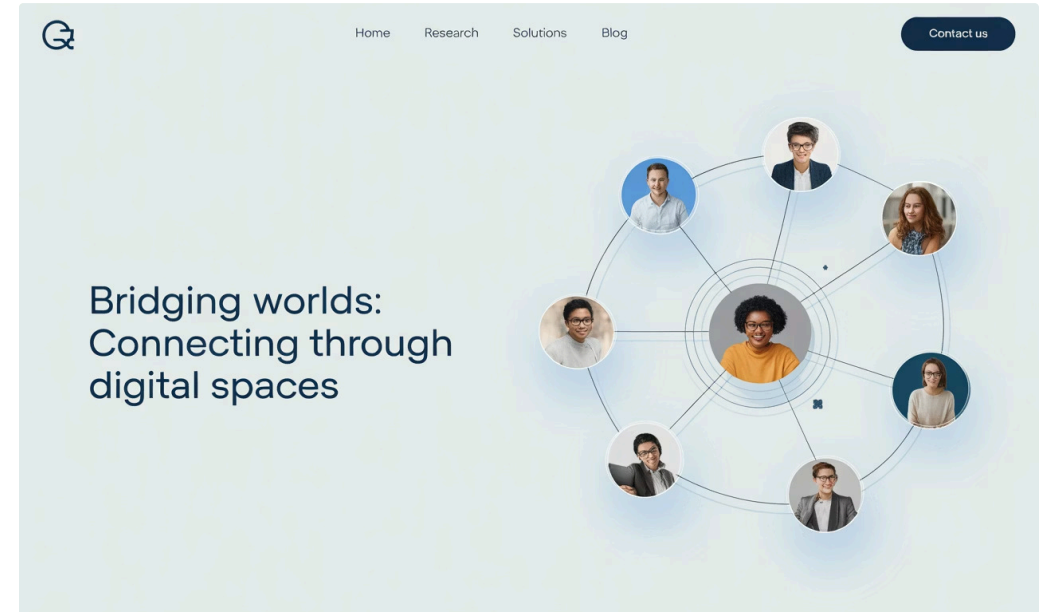 Home
Research
Solutions
Blog
Contact us
Bridging worlds:
Connecting through
digital spaces